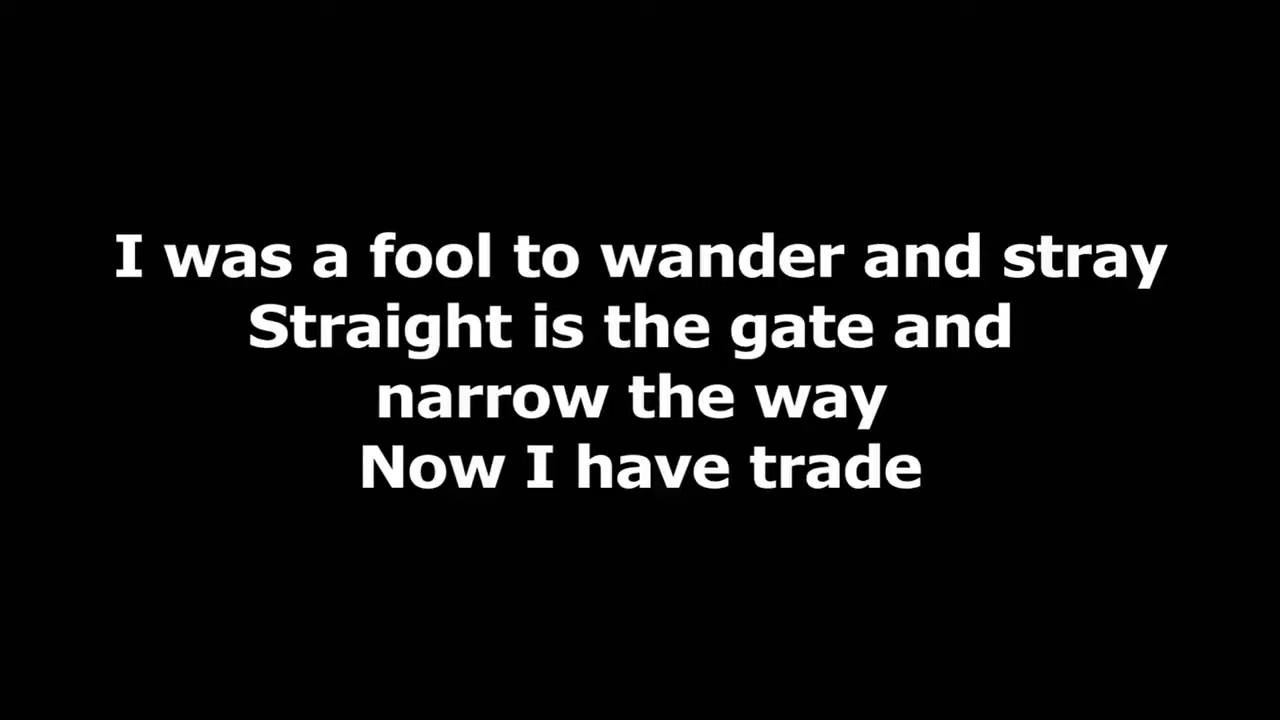 I was a fool to wander and stray
Straight is the gate and
narrow the way
Now I have trade